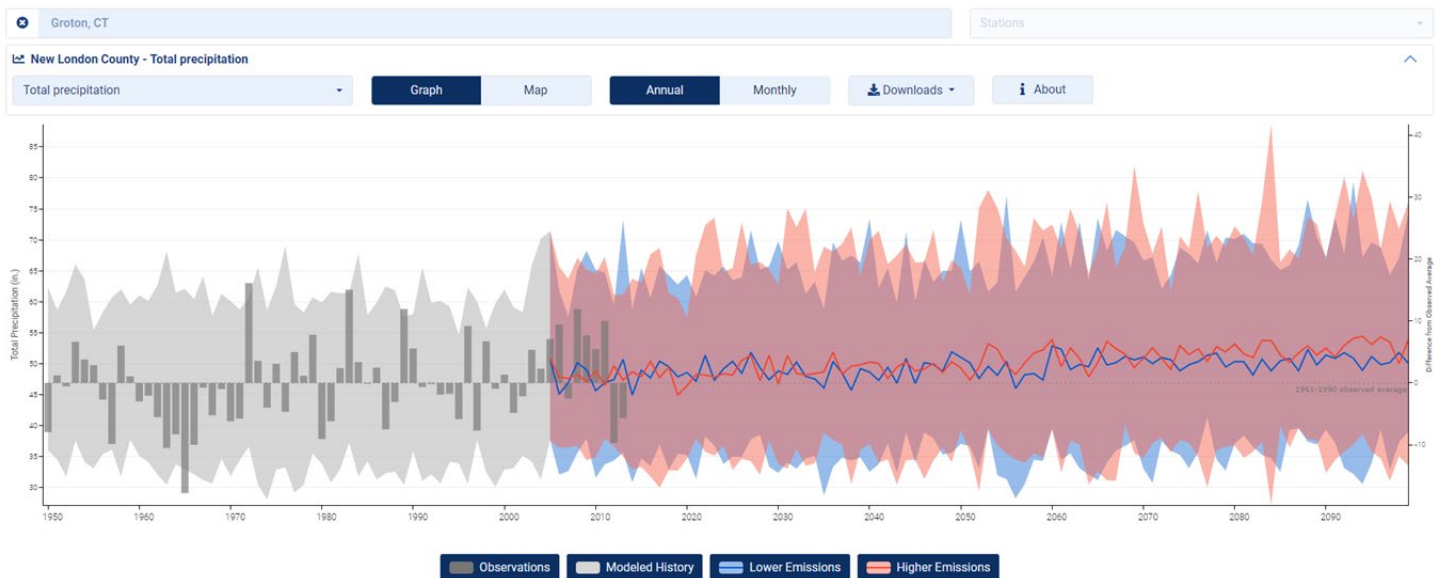 Groton, CT
Stations
New London County - Total precipitation
Total precipitation
Graph
Map
Annual
Monthly
Downloads
About
Total Precipitation (in.)
85
80
75
70
65
60
55
50
45
40
35
30
40
30
20
10
0
-10
Difference from Observed Average
1961-1990 observed average
1950
1960
1970
1980
1990
2000
2010
2020
2030
2040
2050
2060
2070
2080
2090
Observations
Modeled History
Lower Emissions
Higher Emissions